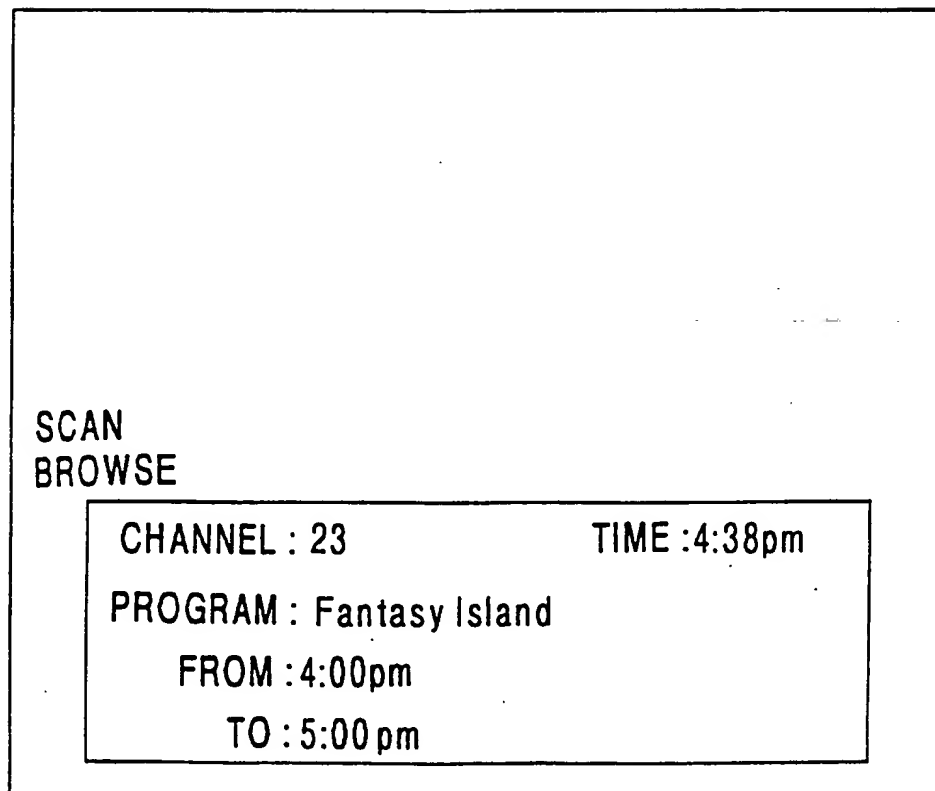 SCAN
BROWSE
CHANNEL : 23 TIME :4:38pm
PROGRAM : Fantasy Island
FROM :4:00pm
TO : 5:00 pm